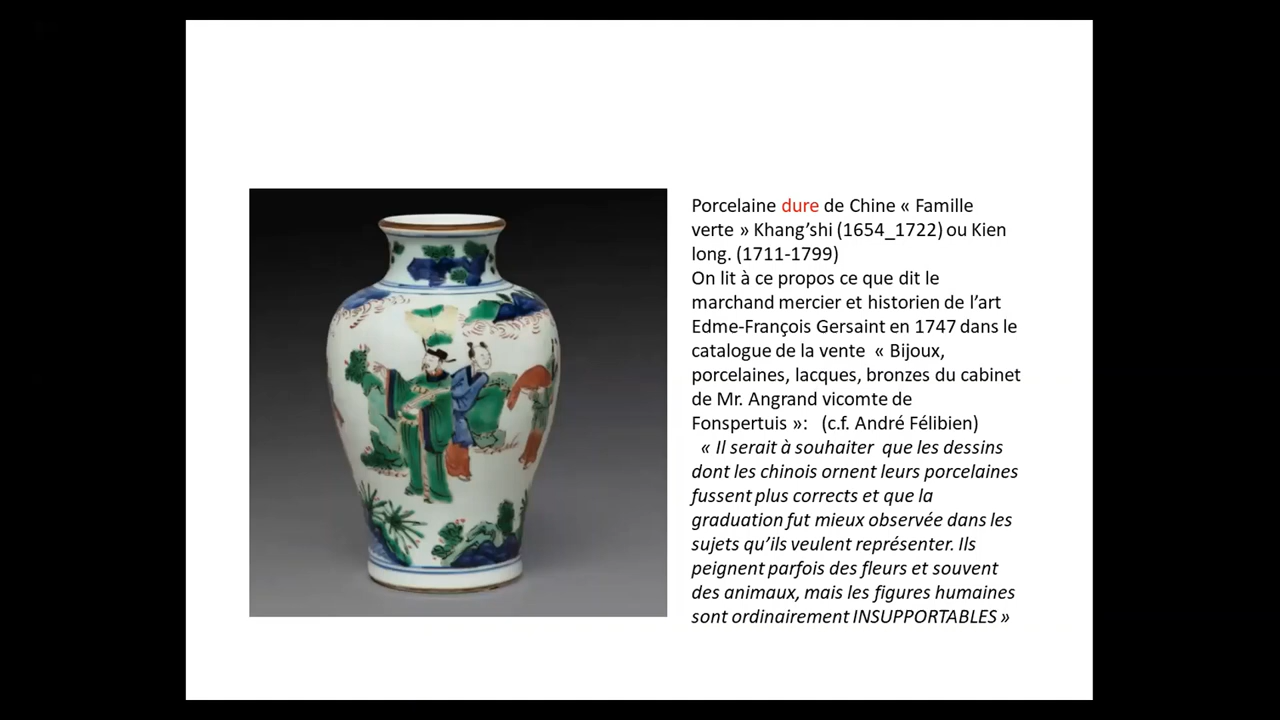 Porcelaine dure de Chine « Famille
verte » Khang’shi (1654_1722) ou Kien
long. (1711-1799)
On lit à ce propos ce que dit le
marchand mercier et historien de l’art
Edme-François Gersaint en 1747 dans le
catalogue de la vente « Bijoux,
porcelaines, lacques, bronzes du cabinet
de Mr. Angrand vicomte de
Fonspertuis »: (c.f. André Félibien)
« Il serait à souhaiter que les dessins
dont les chinois ornent leurs porcelaines
fussent plus corrects et que la
graduation fut mieux observée dans les
sujets qu’ils veulent représenter. Ils
peignent parfois des fleurs et souvent
des animaux, mais les figures humaines
sont ordinairement INSUPPORTABLES »